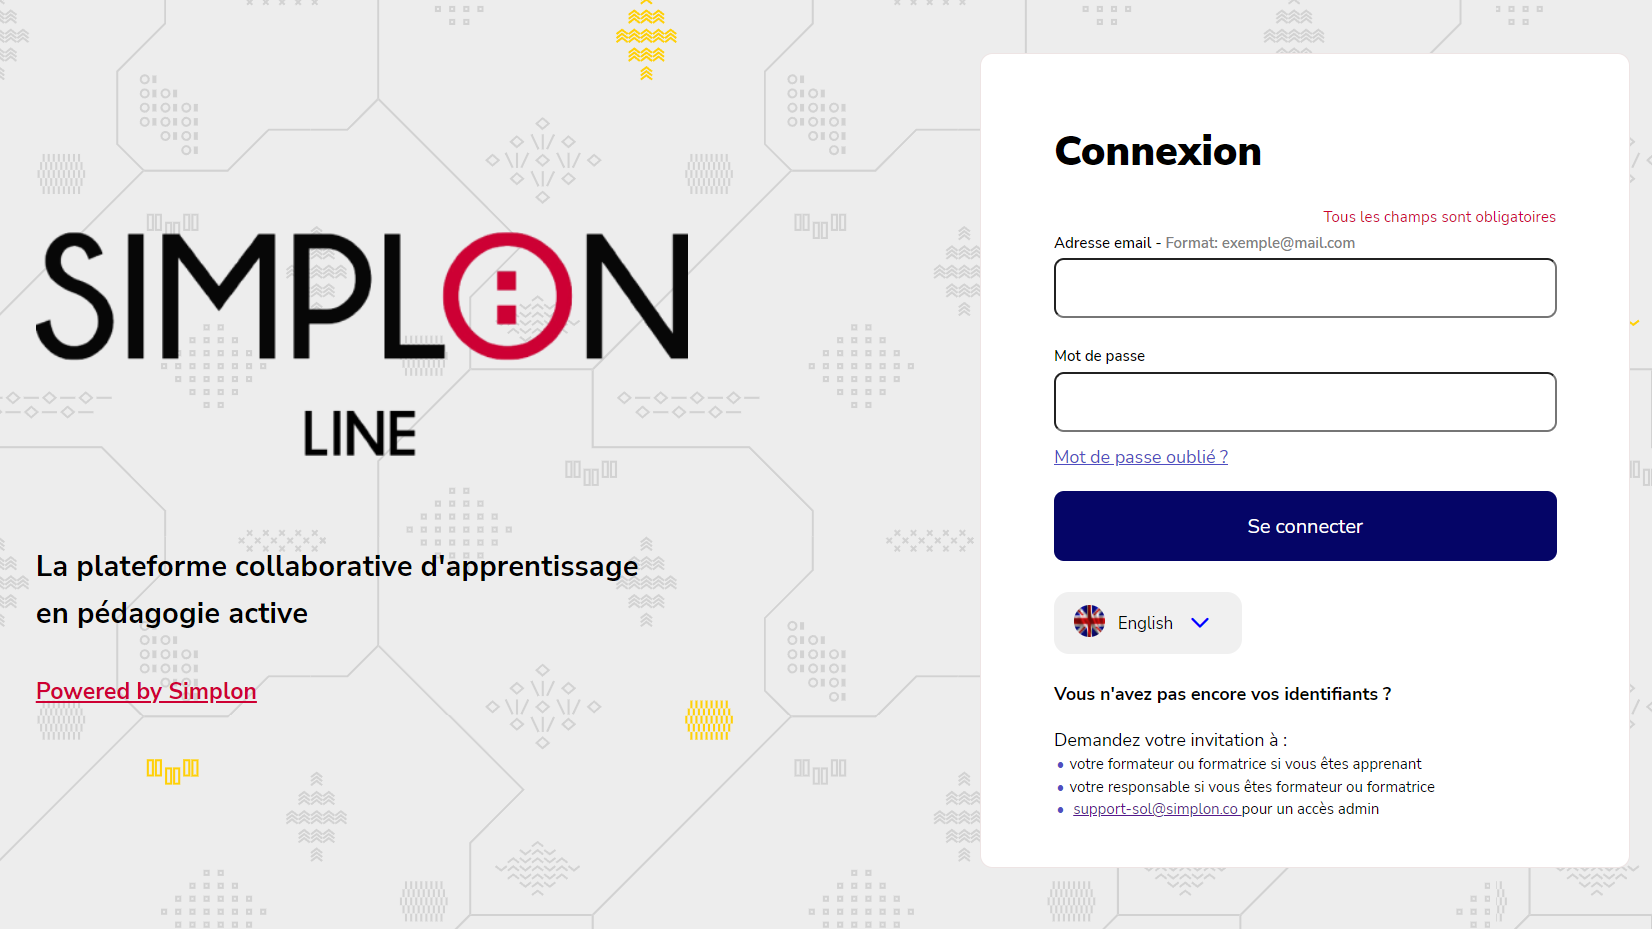 SIMPLON
LINE
La plateforme collaborative d'apprentissage
en pédagogie active
Powered by Simplon
Connexion
Tous les champs sont obligatoires
Adresse email - Format: exemple@mail.com
Mot de passe
Mot de passe oublié ?
Se connecter
English
Vous n'avez pas encore vos identifiants ?
Demandez votre invitation à :
• votre formateur ou formatrice si vous êtes apprenant
• votre responsable si vous êtes formateur ou formatrice
• support-sol@simplon.co pour un accès admin